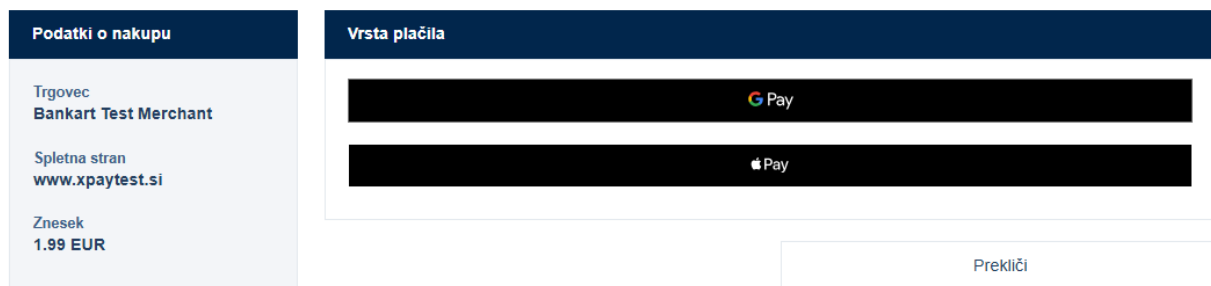 Podatki o nakupu
Trgovec
Bankart Test Merchant
Spletna stran
www.xpaytest.si
Znesek
1.99 EUR
Vrsta plačila
G Pay
Pay
Prekliči